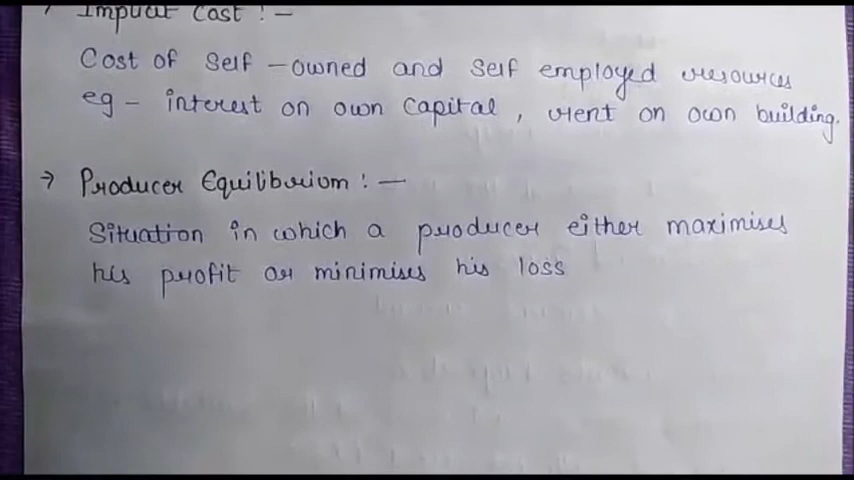 → Implicit Cost : -
Cost of Self - owned and Self employed resources
eg - interest on own capital , rent on own building.
→ Producer Equilibrium : -
Situation in which a producer either maximises
his profit or minimises his loss